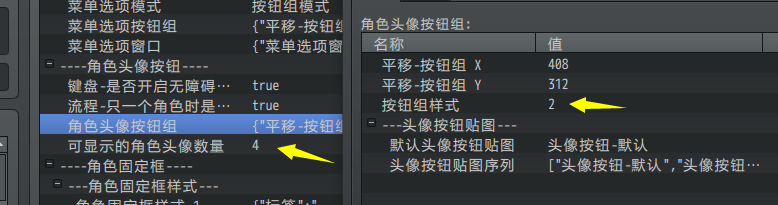 菜单选项模式 按钮组模式
菜单选项按钮组 {"平移-按钮组
菜单选项窗口 {"菜单选项窗
----角色头像按钮----
键盘-是否开启无障碍… true
流程-只一个角色时是… true
角色头像按钮组 {"平移-按钮组
可显示的角色头像数量 4
----角色固定框----
---角色固定框样式---
角色固定框样式-1 {"标签":"
角色头像按钮组:
名称 值
平移-按钮组 X 408
平移-按钮组 Y 312
按钮组样式 2
---头像按钮贴图---
默认头像按钮贴图 头像按钮-默认
头像按钮贴图序列 ["头像按钮-默认","头像按钮…